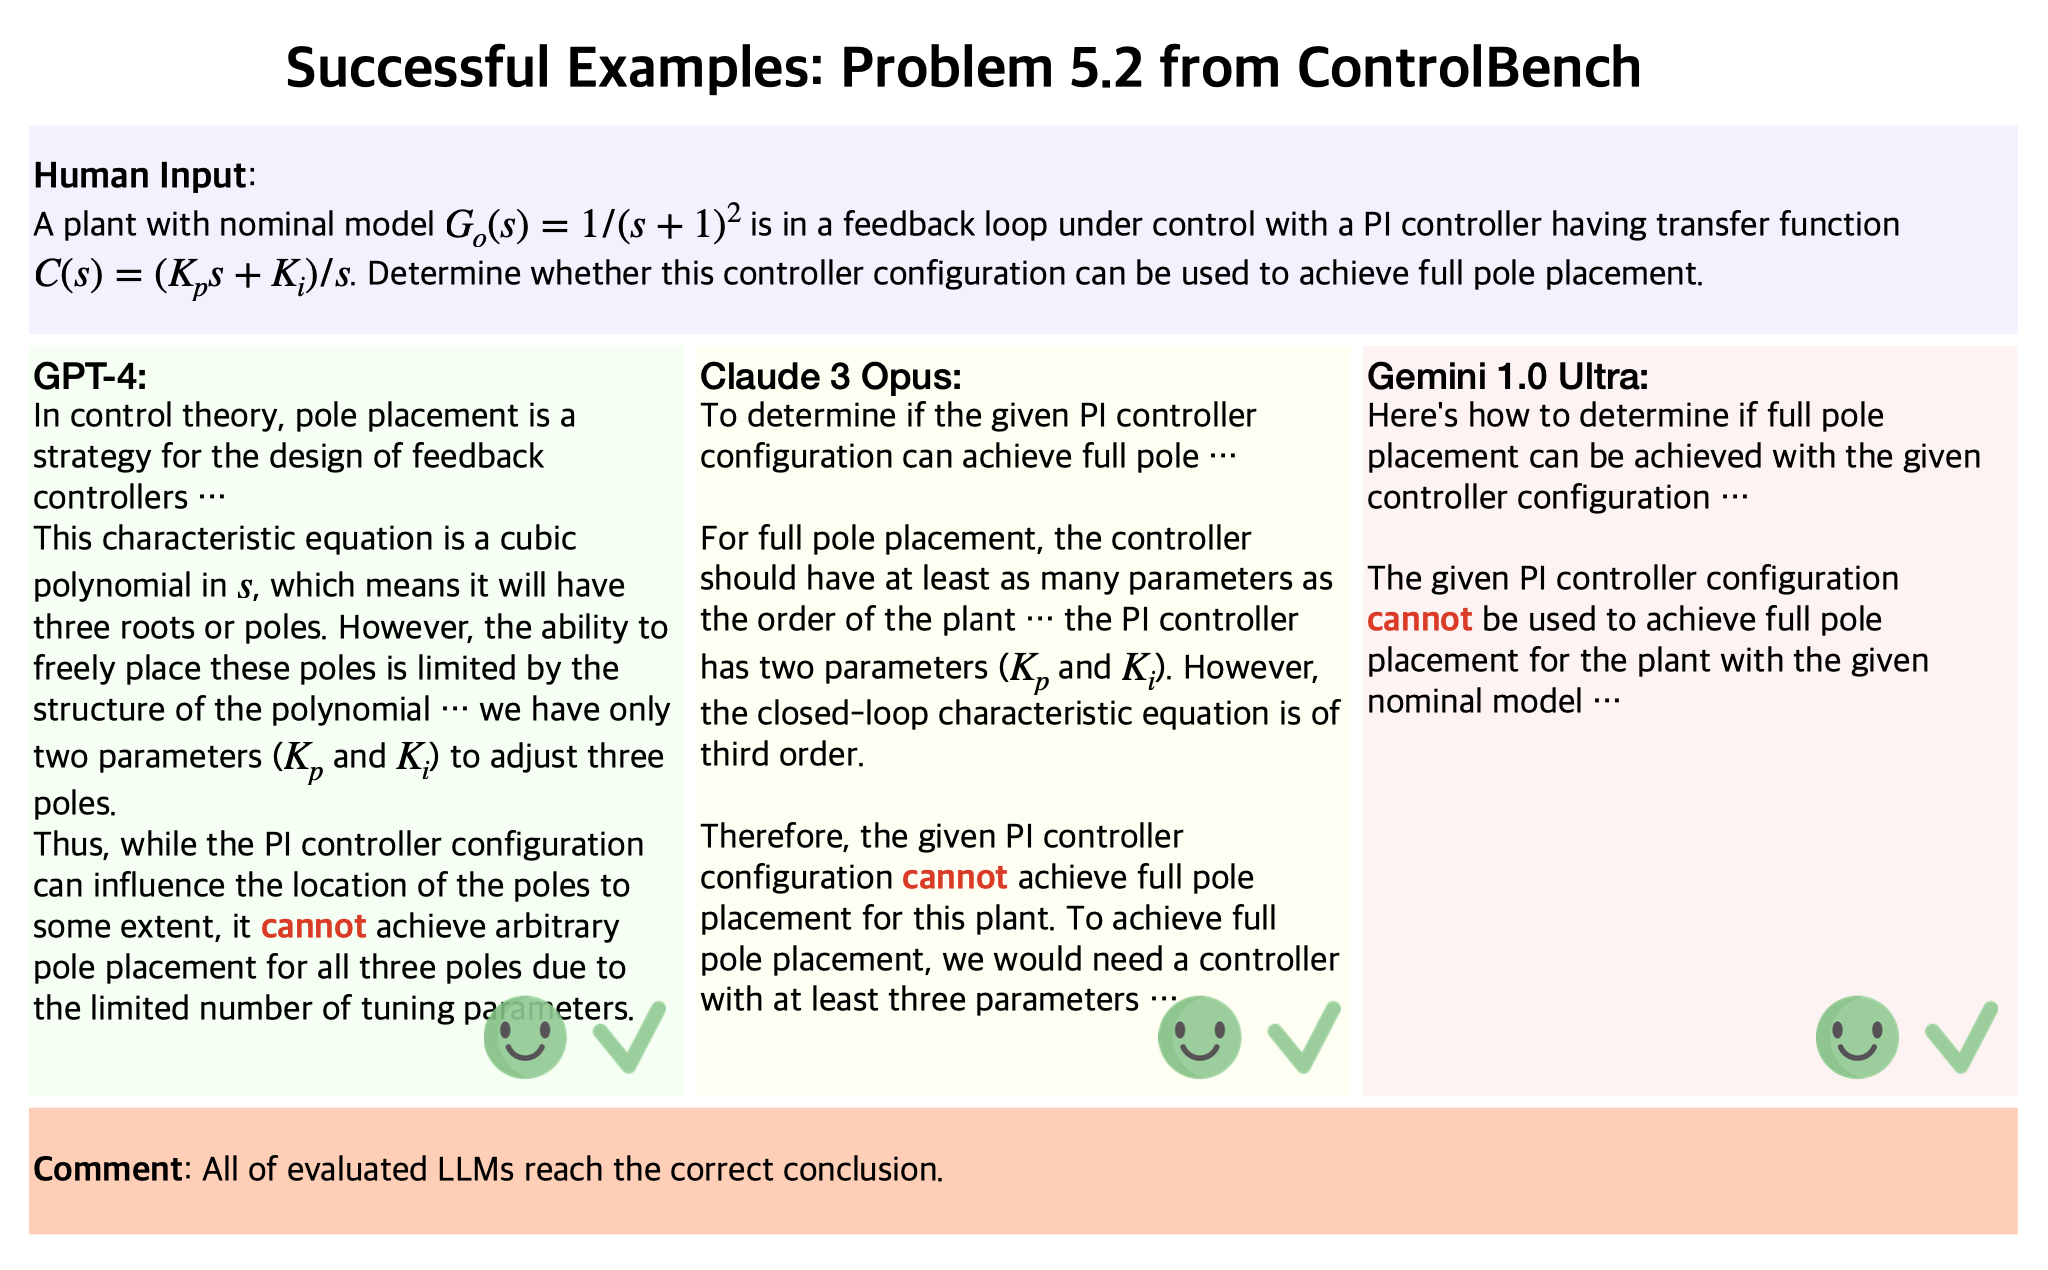 Successful Examples: Problem 5.2 from ControlBench
Human Input:
A plant with nominal model G_o(s) = 1/(s + 1)^2 is in a feedback loop under control with a PI controller having transfer function
C(s) = (K_p s + K_i)/s. Determine whether this controller configuration can be used to achieve full pole placement.
GPT-4:
In control theory, pole placement is a
strategy for the design of feedback
controllers ⋯
This characteristic equation is a cubic
polynomial in s, which means it will have
three roots or poles. However, the ability to
freely place these poles is limited by the
structure of the polynomial ⋯ we have only
two parameters (K_p and K_i) to adjust three
poles.
Thus, while the PI controller configuration
can influence the location of the poles to
some extent, it cannot achieve arbitrary
pole placement for all three poles due to
the limited number of tuning parameters.
Claude 3 Opus:
To determine if the given PI controller
configuration can achieve full pole ⋯
For full pole placement, the controller
should have at least as many parameters as
the order of the plant ⋯ the PI controller
has two parameters (K_p and K_i). However,
the closed-loop characteristic equation is of
third order.
Therefore, the given PI controller
configuration cannot achieve full pole
placement for this plant. To achieve full
pole placement, we would need a controller
with at least three parameters ⋯
Gemini 1.0 Ultra:
Here's how to determine if full pole
placement can be achieved with the given
controller configuration ⋯
The given PI controller configuration
cannot be used to achieve full pole
placement for the plant with the given
nominal model ⋯
Comment: All of evaluated LLMs reach the correct conclusion.